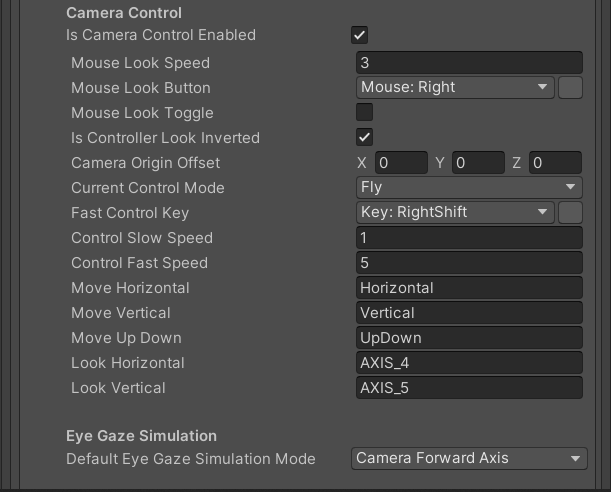 Camera Control
Is Camera Control Enabled
Mouse Look Speed 3
Mouse Look Button Mouse: Right
Mouse Look Toggle
Is Controller Look Inverted
Camera Origin Offset X 0 Y 0 Z 0
Current Control Mode Fly
Fast Control Key Key: RightShift
Control Slow Speed 1
Control Fast Speed 5
Move Horizontal Horizontal
Move Vertical Vertical
Move Up Down UpDown
Look Horizontal AXIS_4
Look Vertical AXIS_5
Eye Gaze Simulation
Default Eye Gaze Simulation Mode Camera Forward Axis